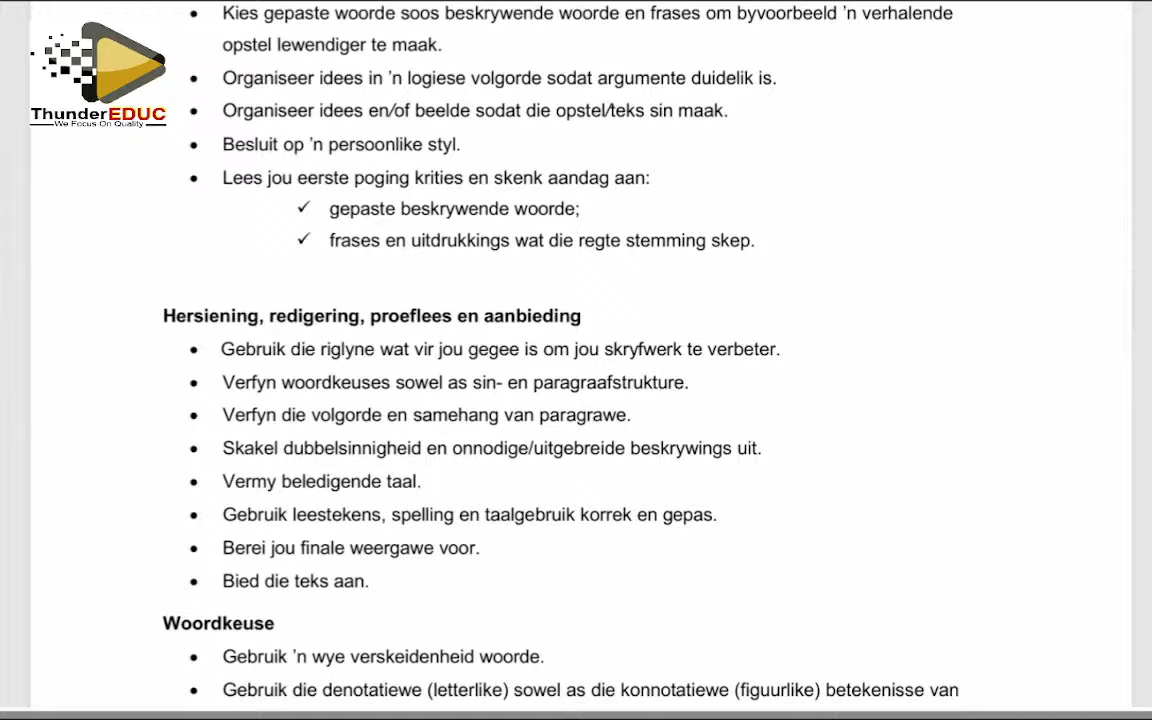 • Kies gepaste woorde soos beskrywende woorde en frases om byvoorbeeld 'n verhalende
opstel lewendiger te maak.
ThunderEDUC
We Focus On Quality
• Organiseer idees in 'n logiese volgorde sodat argumente duidelik is.
• Organiseer idees en/of beelde sodat die opstel/teks sin maak.
• Besluit op 'n persoonlike styl.
• Lees jou eerste poging krities en skenk aandag aan:
✓ gepaste beskrywende woorde;
✓ frases en uitdrukkings wat die regte stemming skep.
Hersiening, redigering, proeflees en aanbieding
• Gebruik die riglyne wat vir jou gegee is om jou skryfwerk te verbeter.
• Verfyn woordkeuses sowel as sin- en paragraafstrukture.
• Verfyn die volgorde en samehang van paragrawe.
• Skakel dubbelsinnigheid en onnodige/uitgebreide beskrywings uit.
• Vermy beledigende taal.
• Gebruik leestekens, spelling en taalgebruik korrek en gepas.
• Berei jou finale weergawe voor.
• Bied die teks aan.
Woordkeuse
• Gebruik 'n wye verskeidenheid woorde.
• Gebruik die denotatiewe (letterlike) sowel as die konnotatiewe (figuurlike) betekenisse van